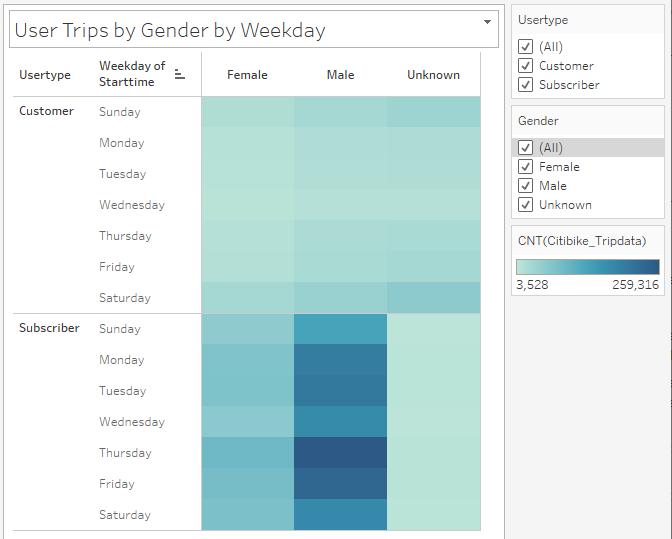 User Trips by Gender by Weekday
Usertype
Weekday of
Starttime
Female
Male
Unknown
Customer
Sunday
Monday
Tuesday
Wednesday
Thursday
Friday
Saturday
Subscriber
Sunday
Monday
Tuesday
Wednesday
Thursday
Friday
Saturday
Usertype
(All)
Customer
Subscriber
Gender
(All)
Female
Male
Unknown
CNT(Citibike_Tripdata)
3,528 259,316